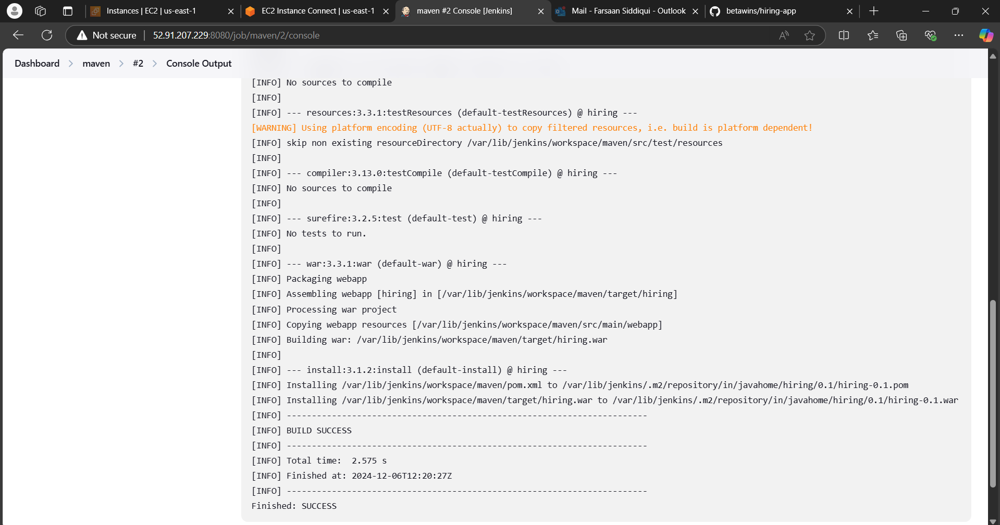 Instances | EC2 | us-east-1
EC2 Instance Connect | us-east-1
maven #2 Console [Jenkins]
Mail - Farsaan Siddiqui - Outlook
betawins/hiring-app
Not secure
52.91.207.229:8080/job/maven/2/console
Dashboard > maven > #2 > Console Output
[INFO] No sources to compile
[INFO]
[INFO] --- resources:3.3.1:testResources (default-testResources) @ hiring ---
[WARNING] Using platform encoding (UTF-8 actually) to copy filtered resources, i.e. build is platform dependent!
[INFO] skip non existing resourceDirectory /var/lib/jenkins/workspace/maven/src/test/resources
[INFO]
[INFO] --- compiler:3.13.0:testCompile (default-testCompile) @ hiring ---
[INFO] No sources to compile
[INFO]
[INFO] --- surefire:3.2.5:test (default-test) @ hiring ---
[INFO] No tests to run.
[INFO]
[INFO] --- war:3.3.1:war (default-war) @ hiring ---
[INFO] Packaging webapp
[INFO] Assembling webapp [hiring] in [/var/lib/jenkins/workspace/maven/target/hiring]
[INFO] Processing war project
[INFO] Copying webapp resources [/var/lib/jenkins/workspace/maven/src/main/webapp]
[INFO] Building war: /var/lib/jenkins/workspace/maven/target/hiring.war
[INFO]
[INFO] --- install:3.1.2:install (default-install) @ hiring ---
[INFO] Installing /var/lib/jenkins/workspace/maven/pom.xml to /var/lib/jenkins/.m2/repository/in/javahome/hiring/0.1/hiring-0.1.pom
[INFO] Installing /var/lib/jenkins/workspace/maven/target/hiring.war to /var/lib/jenkins/.m2/repository/in/javahome/hiring/0.1/hiring-0.1.war
[INFO] ------------------------------------------------------------------------
[INFO] BUILD SUCCESS
[INFO] ------------------------------------------------------------------------
[INFO] Total time:  2.575 s
[INFO] Finished at: 2024-12-06T12:20:27Z
[INFO] ------------------------------------------------------------------------
Finished: SUCCESS